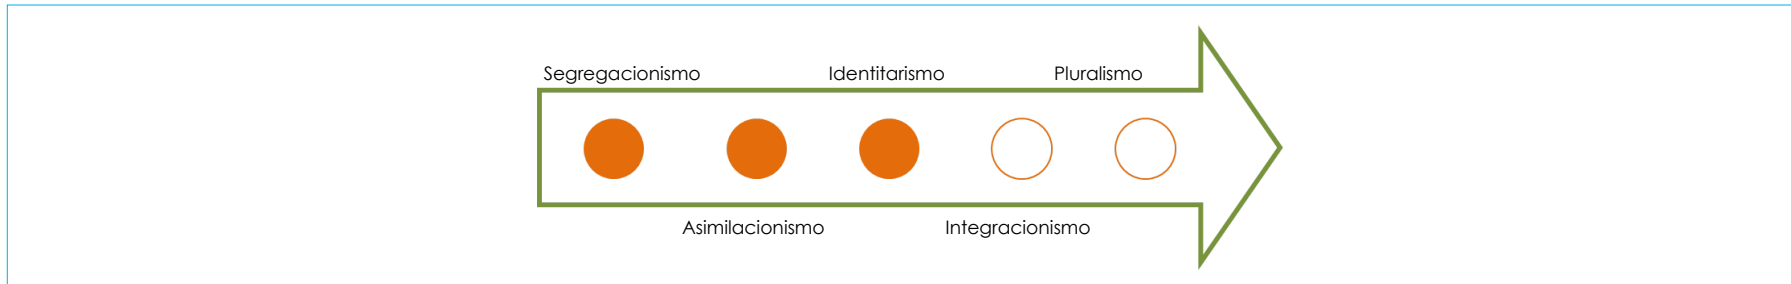 Segregacionismo
Identitarismo
Pluralismo
Asimilacionismo
Integracionismo